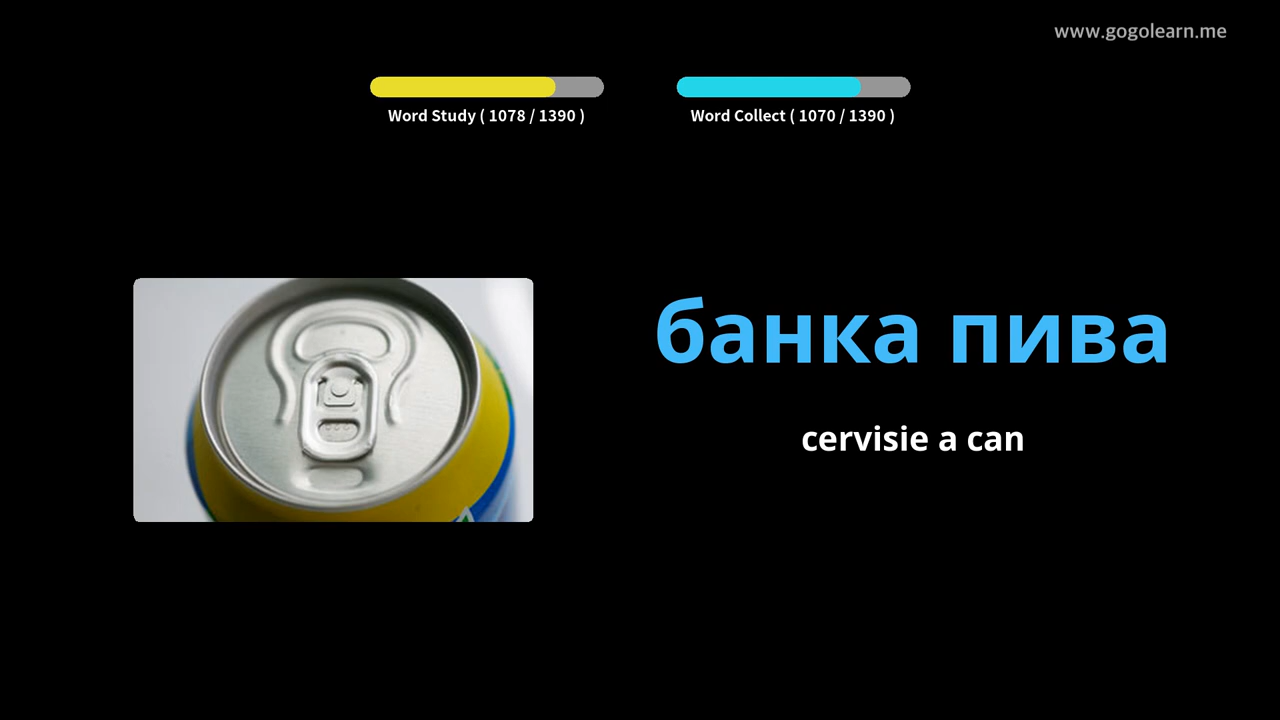 www.gogolearn.me
Word Study ( 1078 / 1390 )
Word Collect ( 1070 / 1390 )
банка пива
cervisie a can